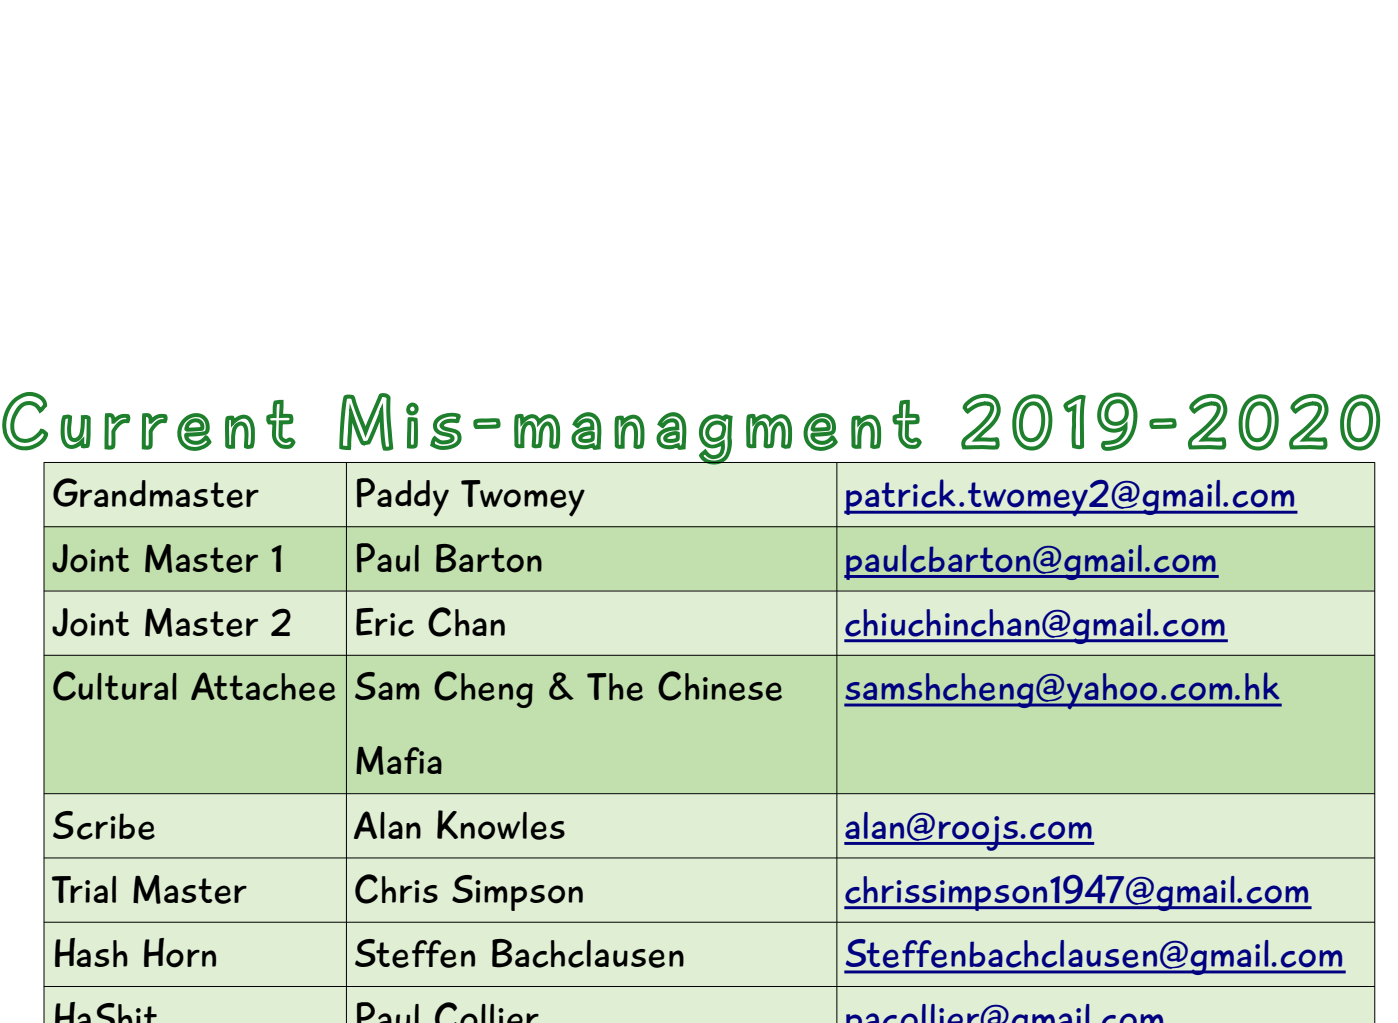 Current Mis-managment 2019-2020
Grandmaster Paddy Twomey patrick.twomey2@gmail.com
Joint Master 1 Paul Barton paulcbarton@gmail.com
Joint Master 2 Eric Chan chiuchinchan@gmail.com
Cultural Attachee Sam Cheng & The Chinese samshcheng@yahoo.com.hk
Mafia
Scribe Alan Knowles alan@roojs.com
Trial Master Chris Simpson chrissimpson1947@gmail.com
Hash Horn Steffen Bachclausen Steffenbachclausen@gmail.com
HaShit Paul Collier pacollier@gmail.com